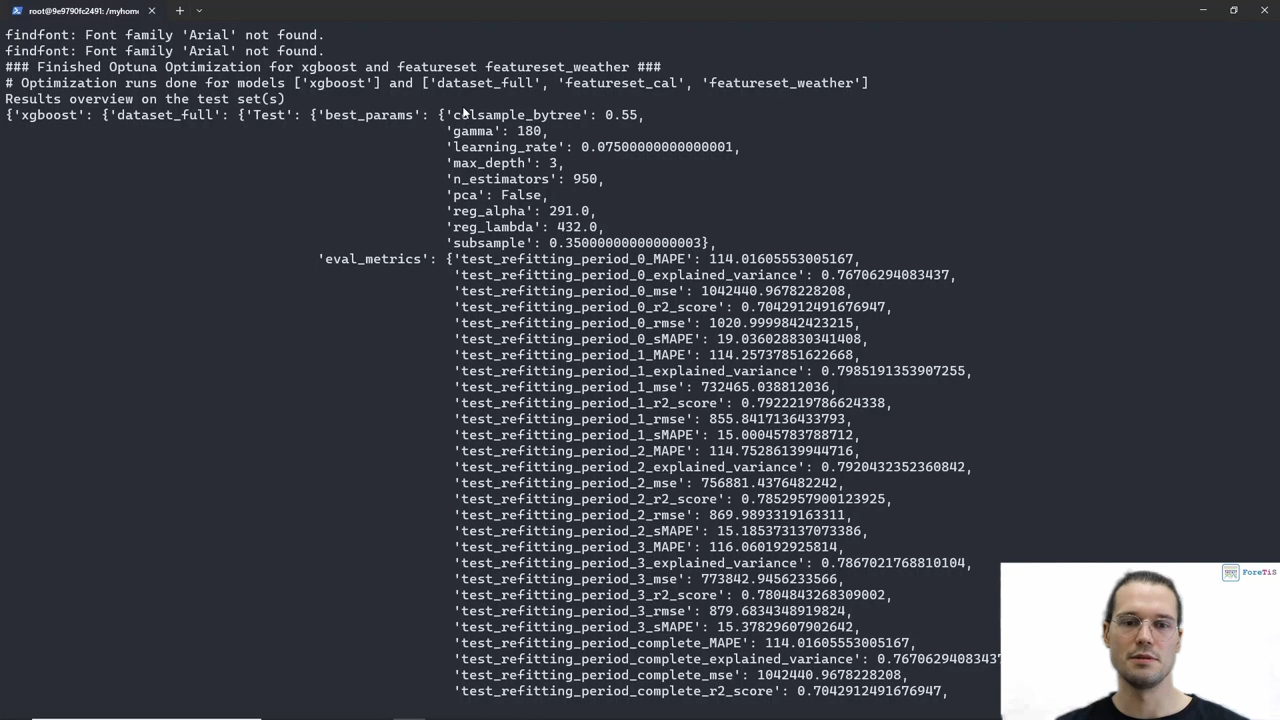 root@9e9790fc2491: /myhom
findfont: Font family 'Arial' not found.
findfont: Font family 'Arial' not found.
### Finished Optuna Optimization for xgboost and featureset featureset_weather ###
# Optimization runs done for models ['xgboost'] and ['dataset_full', 'featureset_cal', 'featureset_weather']
Results overview on the test set(s)
{'xgboost': {'dataset_full': {'Test': {'best_params': {'colsample_bytree': 0.55,
'gamma': 180,
'learning_rate': 0.07500000000000001,
'max_depth': 3,
'n_estimators': 950,
'pca': False,
'reg_alpha': 291.0,
'reg_lambda': 432.0,
'subsample': 0.35000000000000003},
'eval_metrics': {'test_refitting_period_0_MAPE': 114.01605553005167,
'test_refitting_period_0_explained_variance': 0.76706294083437,
'test_refitting_period_0_mse': 1042440.9678228208,
'test_refitting_period_0_r2_score': 0.7042912491676947,
'test_refitting_period_0_rmse': 1020.9999842423215,
'test_refitting_period_0_sMAPE': 19.036028830341408,
'test_refitting_period_1_MAPE': 114.25737851622668,
'test_refitting_period_1_explained_variance': 0.7985191353907255,
'test_refitting_period_1_mse': 732465.038812036,
'test_refitting_period_1_r2_score': 0.7922219786624338,
'test_refitting_period_1_rmse': 855.8417136433793,
'test_refitting_period_1_sMAPE': 15.00045783788712,
'test_refitting_period_2_MAPE': 114.75286139944716,
'test_refitting_period_2_explained_variance': 0.7920432352360842,
'test_refitting_period_2_mse': 756881.4376482242,
'test_refitting_period_2_r2_score': 0.7852957900123925,
'test_refitting_period_2_rmse': 869.9893319163311,
'test_refitting_period_2_sMAPE': 15.185373137073386,
'test_refitting_period_3_MAPE': 116.060192925814,
'test_refitting_period_3_explained_variance': 0.7867021768810104,
'test_refitting_period_3_mse': 773842.9456233566,
'test_refitting_period_3_r2_score': 0.7804843268309002,
'test_refitting_period_3_rmse': 879.6834348919824,
'test_refitting_period_3_sMAPE': 15.37829607902642,
'test_refitting_period_complete_MAPE': 114.01605553005167,
'test_refitting_period_complete_explained_variance': 0.76706294083437
'test_refitting_period_complete_mse': 1042440.9678228208,
'test_refitting_period_complete_r2_score': 0.7042912491676947,
ForeTiS